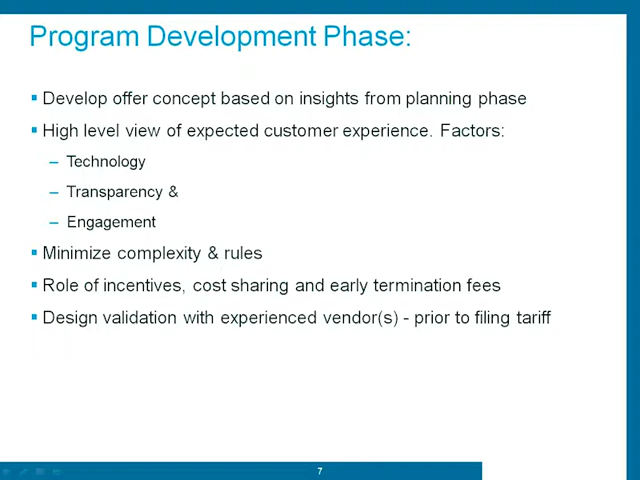 Program Development Phase:
Develop offer concept based on insights from planning phase
High level view of expected customer experience. Factors:
– Technology
– Transparency &
– Engagement
Minimize complexity & rules
Role of incentives, cost sharing and early termination fees
Design validation with experienced vendor(s) - prior to filing tariff
7